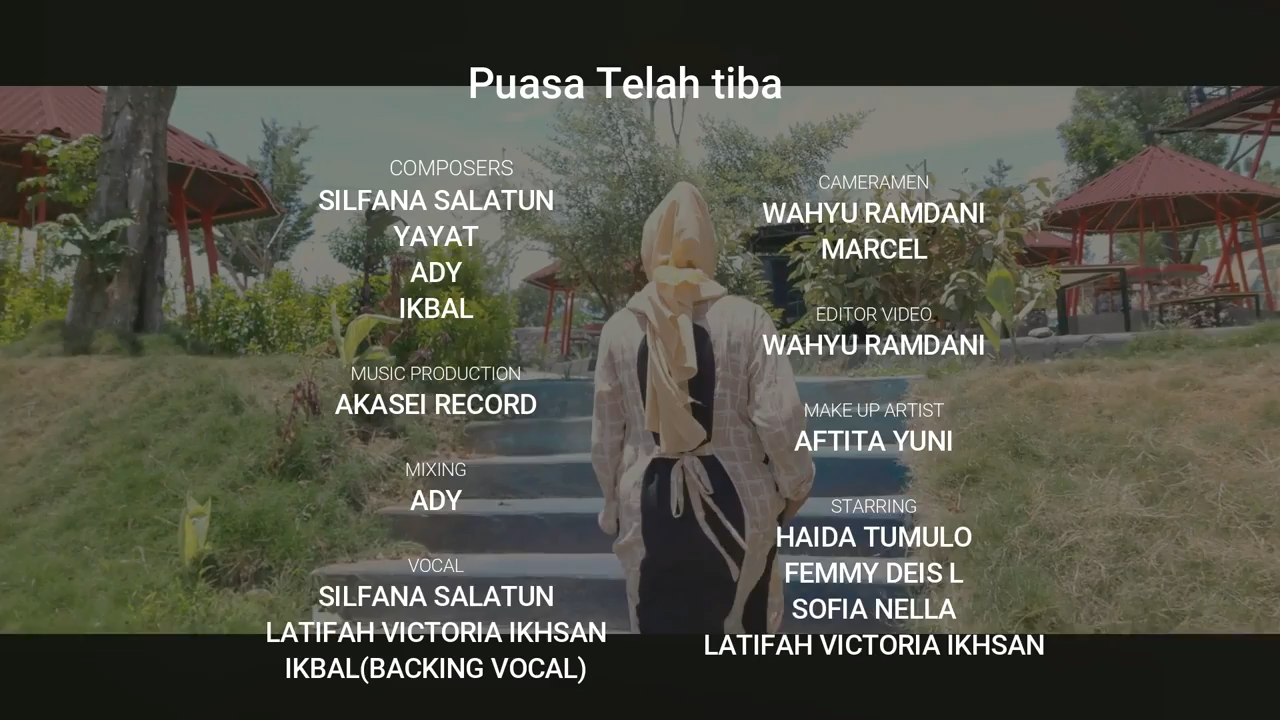 Puasa Telah tiba
COMPOSERS
SILFANA SALATUN
YAYAT
ADY
IKBAL
MUSIC PRODUCTION
AKASEI RECORD
MIXING
ADY
VOCAL
SILFANA SALATUN
LATIFAH VICTORIA IKHSAN
IKBAL(BACKING VOCAL)
CAMERAMEN
WAHYU RAMDANI
MARCEL
EDITOR VIDEO
WAHYU RAMDANI
MAKE UP ARTIST
AFTITA YUNI
STARRING
HAIDA TUMULO
FEMMY DEIS L
SOFIA NELLA
LATIFAH VICTORIA IKHSAN